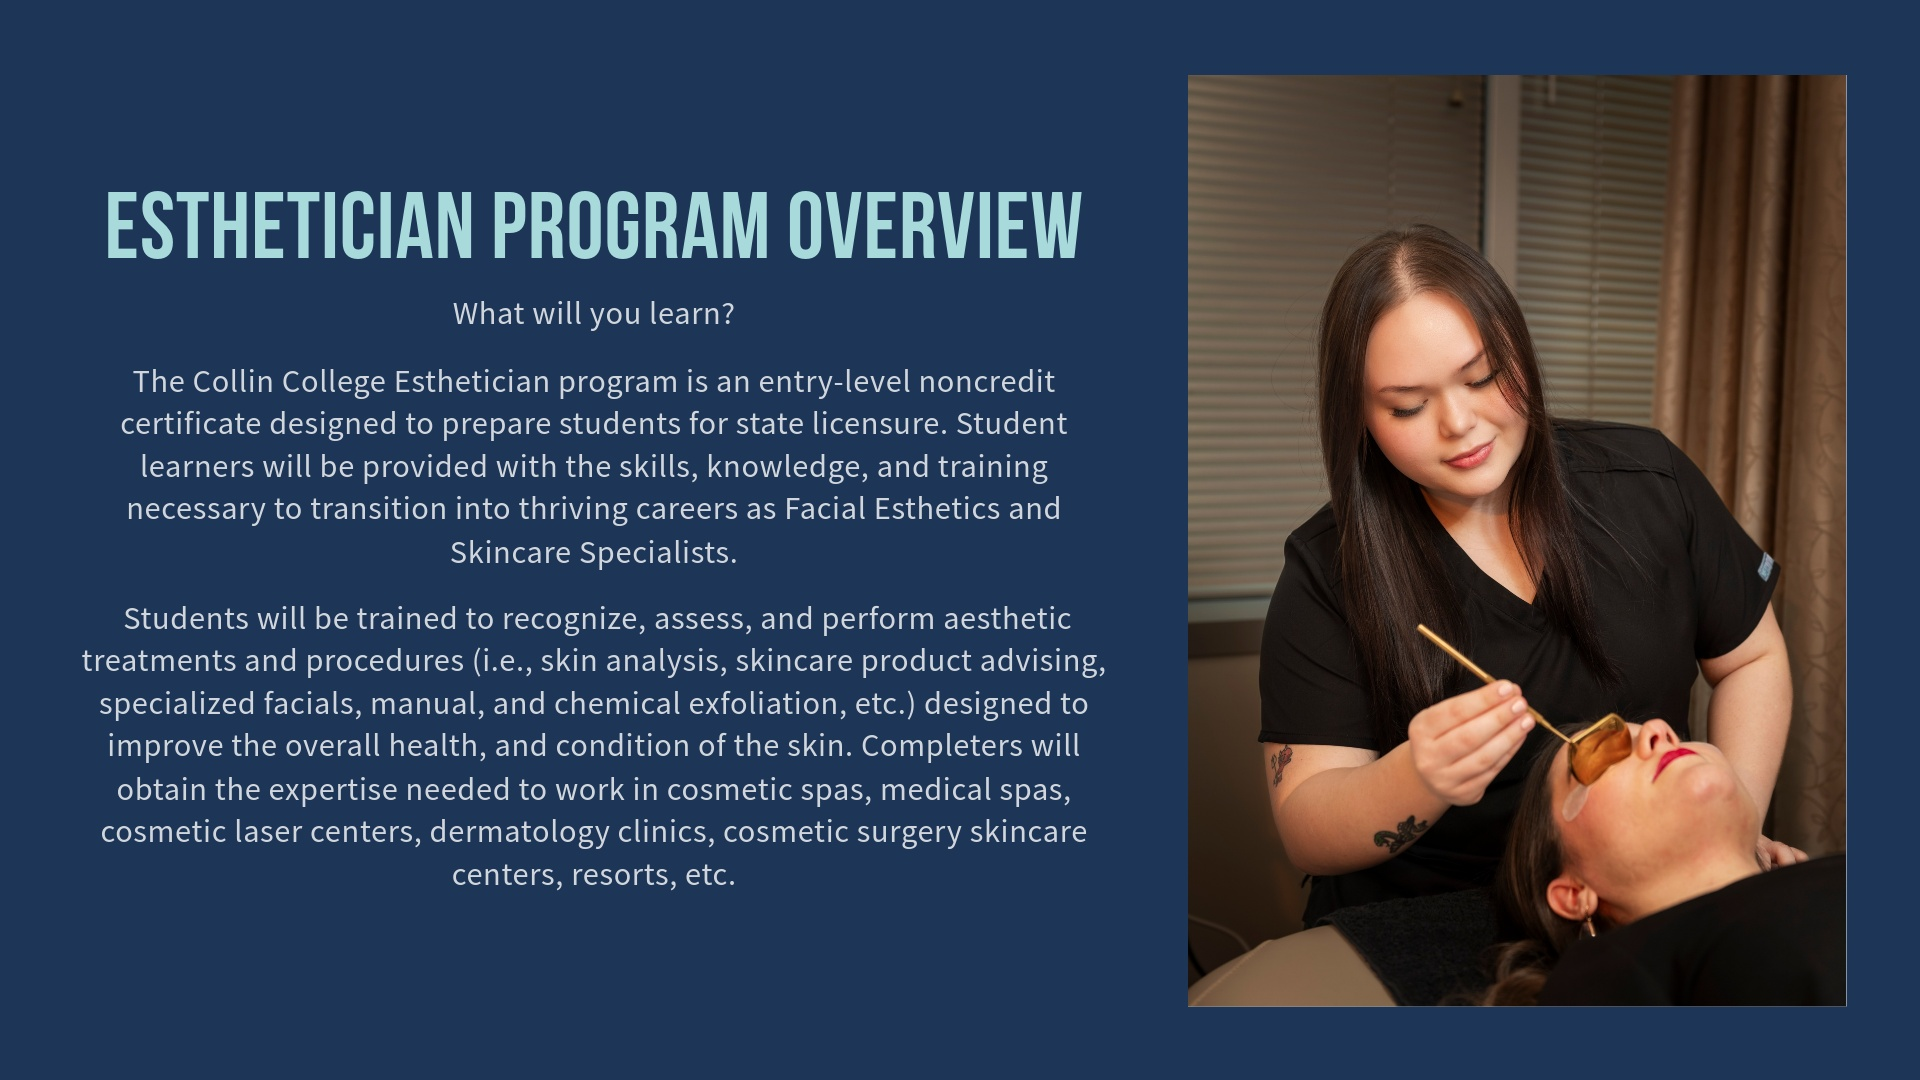 ESTHETICIAN PROGRAM OVERVIEW
What will you learn?
The Collin College Esthetician program is an entry-level noncredit
certificate designed to prepare students for state licensure. Student
learners will be provided with the skills, knowledge, and training
necessary to transition into thriving careers as Facial Esthetics and
Skincare Specialists.
Students will be trained to recognize, assess, and perform aesthetic
treatments and procedures (i.e., skin analysis, skincare product advising,
specialized facials, manual, and chemical exfoliation, etc.) designed to
improve the overall health, and condition of the skin. Completers will
obtain the expertise needed to work in cosmetic spas, medical spas,
cosmetic laser centers, dermatology clinics, cosmetic surgery skincare
centers, resorts, etc.